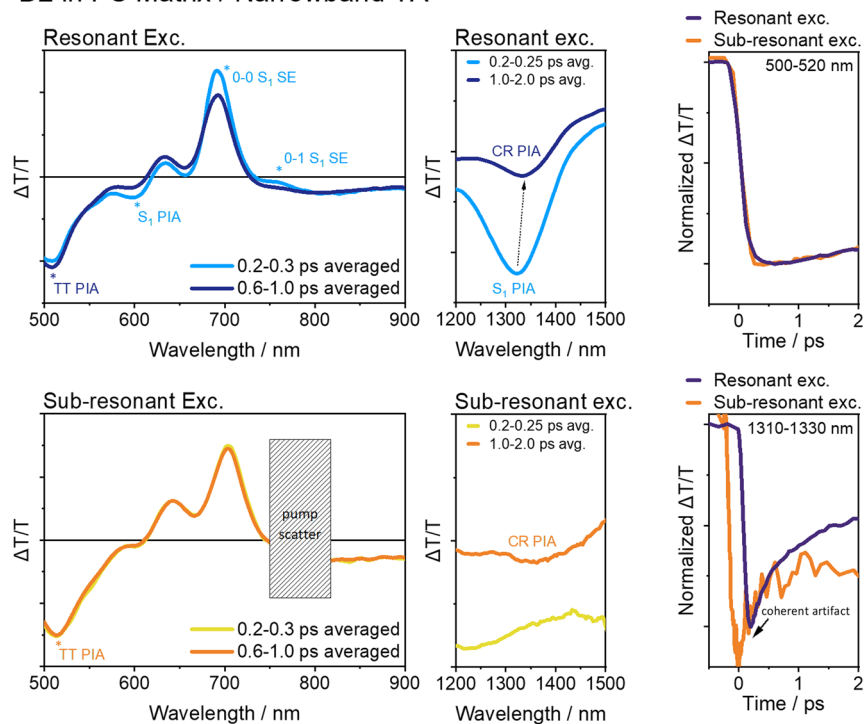 Resonant Exc.
* 0-0 S1 SE
0-1 S1 SE
*
*
S1 PIA
*
TT PIA
0.2-0.3 ps averaged
0.6-1.0 ps averaged
ΔT/T
500 600 700 800 900
Wavelength / nm
Resonant exc.
0.2-0.25 ps avg.
1.0-2.0 ps avg.
CR PIA
S1 PIA
ΔT/T
1200 1300 1400 1500
Wavelength / nm
Resonant exc.
Sub-resonant exc.
500-520 nm
Normalized ΔT/T
0 1 2
Time / ps
Sub-resonant Exc.
pump
scatter
*
TT PIA
0.2-0.3 ps averaged
0.6-1.0 ps averaged
ΔT/T
500 600 700 800 900
Wavelength / nm
Sub-resonant exc.
0.2-0.25 ps avg.
1.0-2.0 ps avg.
CR PIA
ΔT/T
1200 1300 1400 1500
Wavelength / nm
Resonant exc.
Sub-resonant exc.
1310-1330 nm
coherent artifact
Normalized ΔT/T
0 1 2
Time / ps